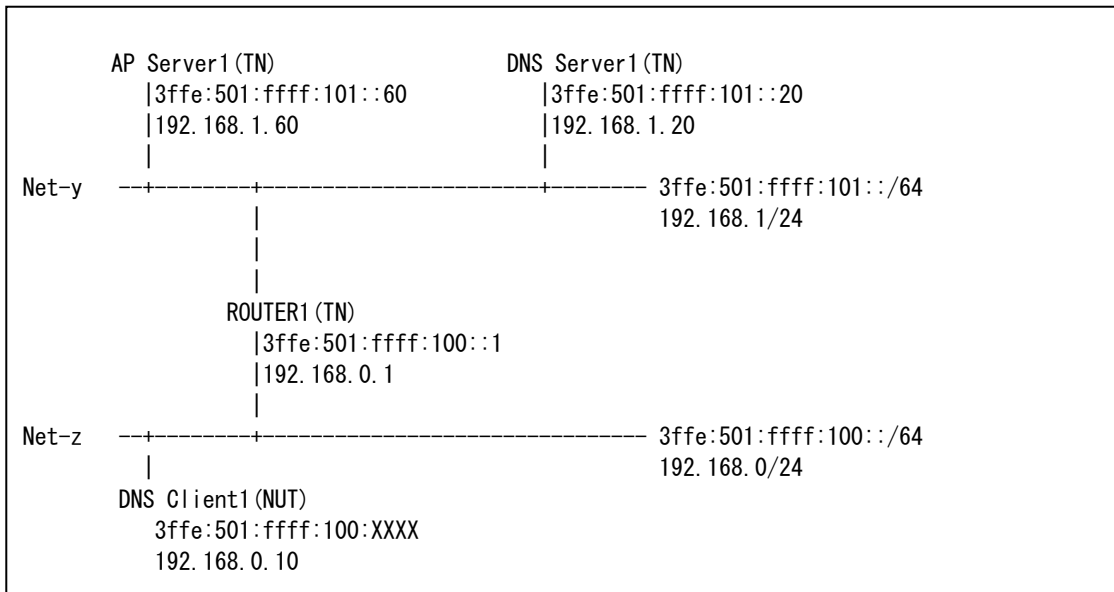 AP Server1(TN) DNS Server1(TN)
|3ffe:501:ffff:101::60 |3ffe:501:ffff:101::20
|192.168.1.60 |192.168.1.20
| |
Net-y --+--------+-----------------------+-------- 3ffe:501:ffff:101::/64
| 192.168.1/24
|
|
ROUTER1(TN)
|3ffe:501:ffff:100::1
|192.168.0.1
|
Net-z --+--------+-------------------------------- 3ffe:501:ffff:100::/64
| 192.168.0/24
DNS Client1(NUT)
3ffe:501:ffff:100:XXXX
192.168.0.10